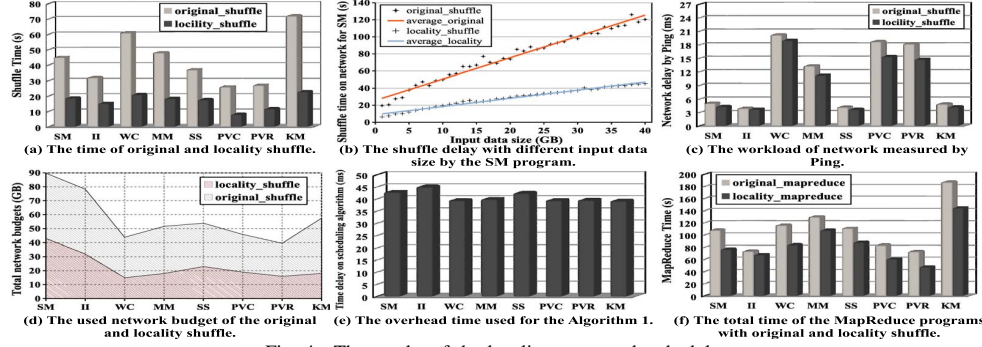 80
70
60
50
40
30
20
10
0
Shuffle Time (s)
original_shuffle
locility_shuffle
SM II WC MM SS PVC PVR KM
(a) The time of original and locality shuffle.
140
120
100
80
60
40
20
0
Shuffle time on network for SM (s)
original_shuffle
average_original
locality_shuffle
average_locality
0 5 10 15 20 25 30 35 40
Input data size (GB)
(b) The shuffle delay with different input data
size by the SM program.
27
24
21
18
15
12
9
6
3
0
Network delay by Ping (ms)
original_shuffle
locility_shuffle
SM II WC MM SS PVC PVR KM
(c) The workload of network measured by
Ping.
90
80
70
60
50
40
30
20
10
0
Total network budgets (GB)
locality_shuffle
original_shuffle
SM II WC MM SS PVC PVR KM
(d) The used network budget of the original
and locality shuffle.
50
45
40
35
30
25
20
15
10
5
0
Time delay on scheduling algorithm (ms)
SM II WC MM SS PVC PVR KM
(e) The overhead time used for the Algorithm 1.
200
180
160
140
120
100
80
60
40
20
0
MapReduce Time (s)
original_mapreduce
locality_mapreduce
SM II WC MM SS PVC PVR KM
(f) The total time of the MapReduce programs
with original and locality shuffle.